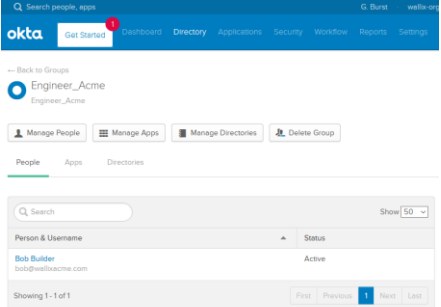 Search people, apps
G. Burst
wallix-org
okta
Get Started
1
Dashboard
Directory
Applications
Security
Workflow
Reports
Settings
← Back to Groups
Engineer_Acme
Engineer_Acme
Manage People
Manage Apps
Manage Directories
Delete Group
People
Apps
Directories
Search
Show 50
Person & Username
Status
Bob Builder
Active
bob@wallixacme.com
Showing 1 - 1 of 1
First
Previous
1
Next
Last